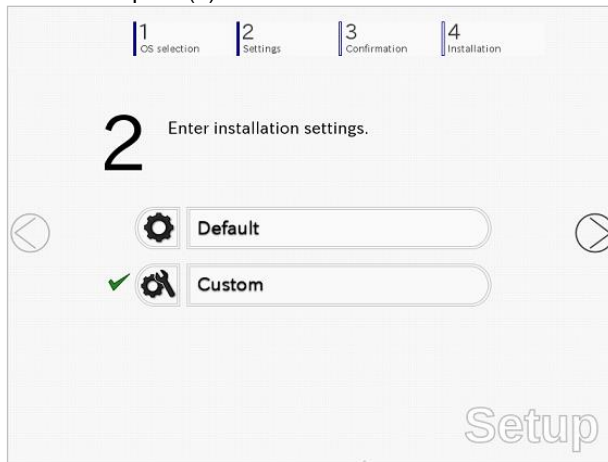 1
OS selection
2
Settings
3
Confirmation
4
Installation
2
Enter installation settings.
Default
Custom
Setup